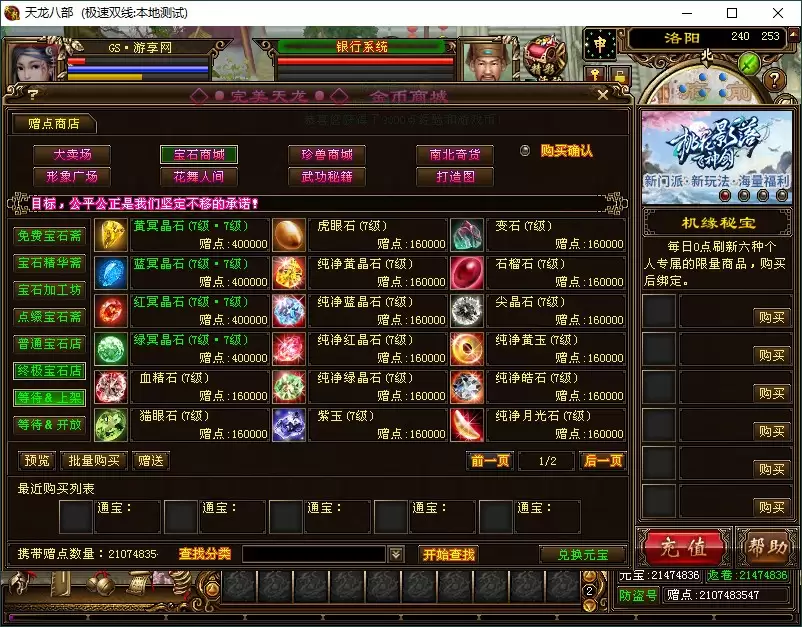 天龙八部 (极速双线:本地测试)
GS·游享网
银行系统
洛阳 240 253
北
申
?
完美天龙 金币商城
赠点商店
大卖场 宝石商城 珍兽商城 南北奇货 购买确认
形象广场 花舞人间 武功秘籍 打造图
目标，公平公正是我们坚定不移的承诺！
免费宝石斋
宝石精华斋
宝石加工坊
点缀宝石斋
普通宝石店
终极宝石店
等待&上架
等待&开放
黄冥晶石(7级·7级) 虎眼石(7级) 变石(7级)
赠点:400000 赠点:160000 赠点:160000
蓝冥晶石(7级·7级) 纯净黄晶石(7级) 石榴石(7级)
赠点:400000 赠点:160000 赠点:160000
红冥晶石(7级·7级) 纯净蓝晶石(7级) 尖晶石(7级)
赠点:400000 赠点:160000 赠点:160000
绿冥晶石(7级·7级) 纯净红晶石(7级) 纯净黄玉(7级)
赠点:400000 赠点:160000 赠点:160000
血精石(7级) 纯净绿晶石(7级) 纯净皓石(7级)
赠点:160000 赠点:160000 赠点:160000
猫眼石(7级) 紫玉(7级) 纯净月光石(7级)
赠点:160000 赠点:160000 赠点:160000
预览 批量购买 赠送 前一页 1/2 后一页
最近购买列表
通宝： 通宝： 通宝： 通宝： 通宝：
携带赠点数量：21074835 查找分类 开始查找 兑换元宝
桃花影落
新门派·新玩法·海量福利
机缘秘宝
每日0点刷新六种个
人专属的限量商品，购买
后绑定。
购买
购买
购买
购买
购买
购买
充值 帮助
元宝:21474836 返卷:21474836
防盗号 赠点:2107483547
2